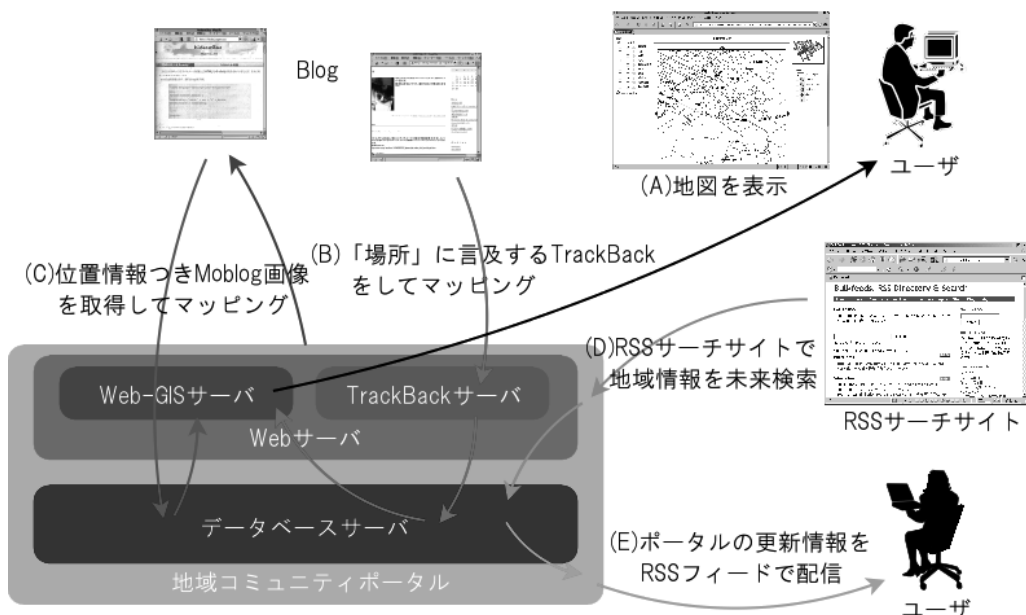 Blog
(A)地図を表示
ユーザ
(B)「場所」に言及するTrackBack
をしてマッピング
(C)位置情報つきMoblog画像
を取得してマッピング
Bulkfeeds: RSS Directory & Search
(D)RSSサーチサイトで
地域情報を未来検索
RSSサーチサイト
Web-GISサーバ
TrackBackサーバ
Webサーバ
データベースサーバ
地域コミュニティポータル
(E)ポータルの更新情報を
RSSフィードで配信
ユーザ